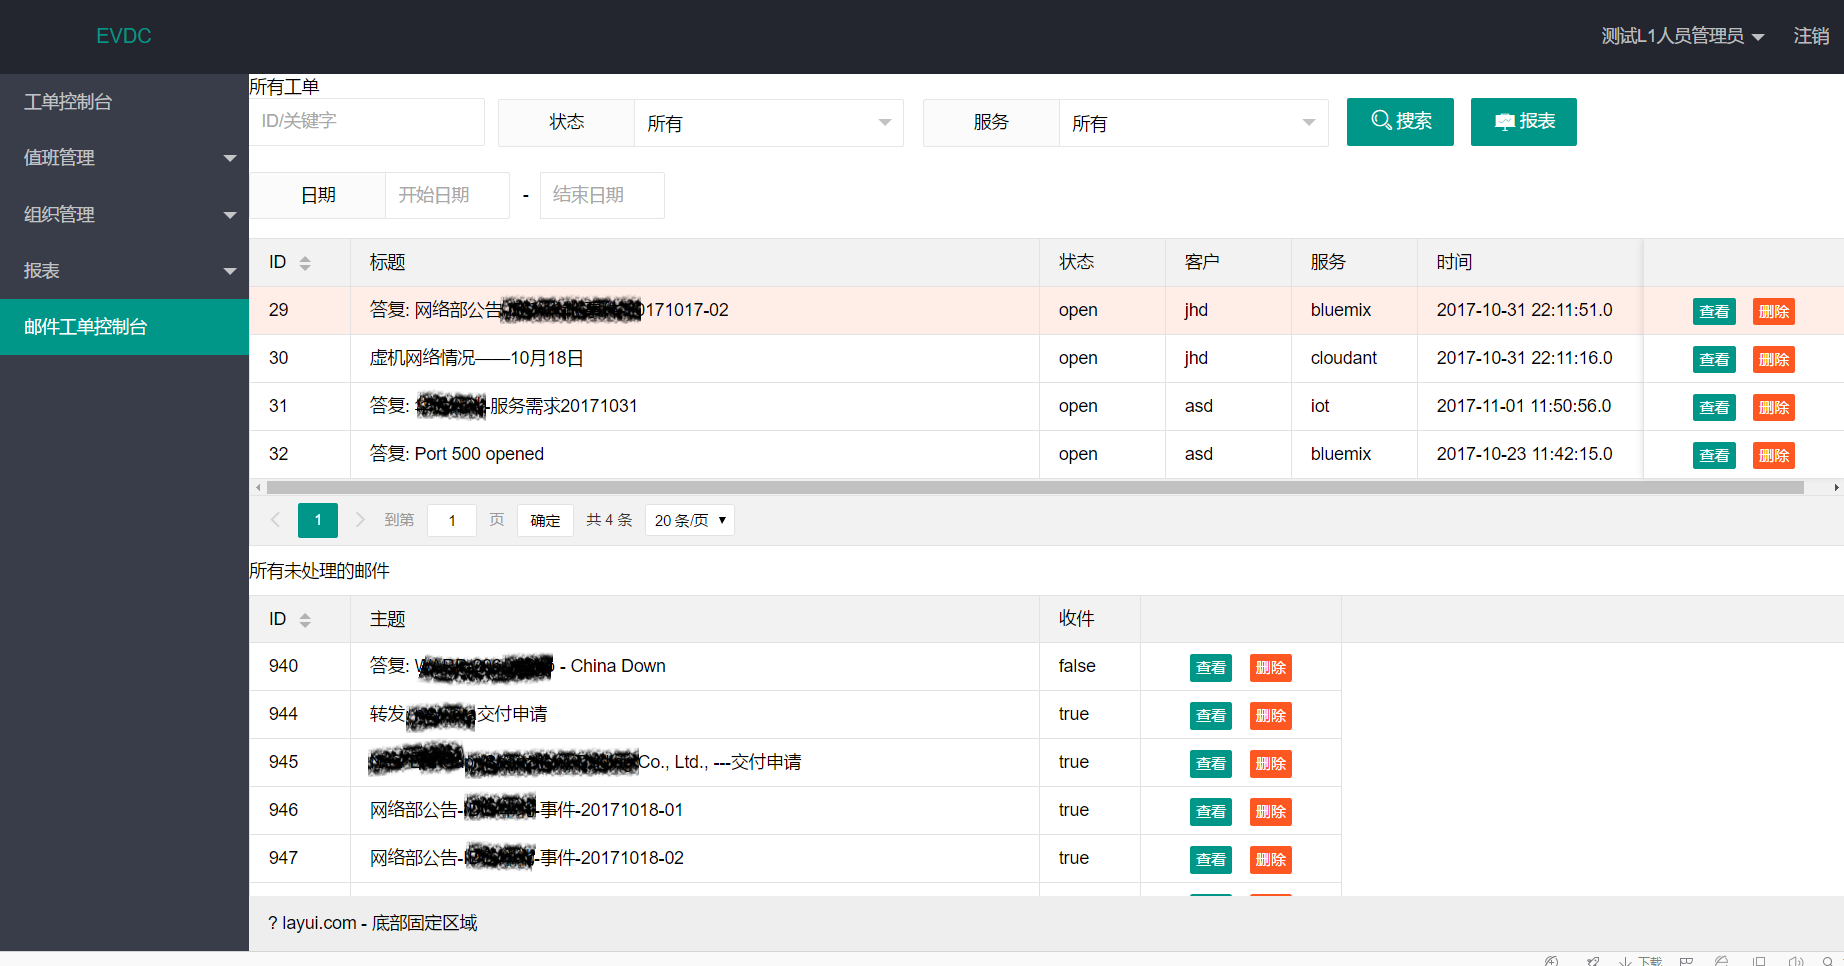 EVDC
测试L1人员管理员
注销
工单控制台
值班管理
组织管理
报表
邮件工单控制台
所有工单
ID/关键字
状态 所有
服务 所有
搜索
报表
日期 开始日期 - 结束日期
ID 标题 状态 客户 服务 时间
29 答复: 网络部公告 20171017-02 open jhd bluemix 2017-10-31 22:11:51.0 查看 删除
30 虚机网络情况——10月18日 open jhd cloudant 2017-10-31 22:11:16.0 查看 删除
31 答复: -服务需求20171031 open asd iot 2017-11-01 11:50:56.0 查看 删除
32 答复: Port 500 opened open asd bluemix 2017-10-23 11:42:15.0 查看 删除
1 到第 1 页 确定 共 4 条 20 条/页
所有未处理的邮件
ID 主题 收件
940 答复: - China Down false 查看 删除
944 转发 交付申请 true 查看 删除
945 Co., Ltd., ---交付申请 true 查看 删除
946 网络部公告- -事件-20171018-01 true 查看 删除
947 网络部公告- -事件-20171018-02 true 查看 删除
? layui.com - 底部固定区域
下载